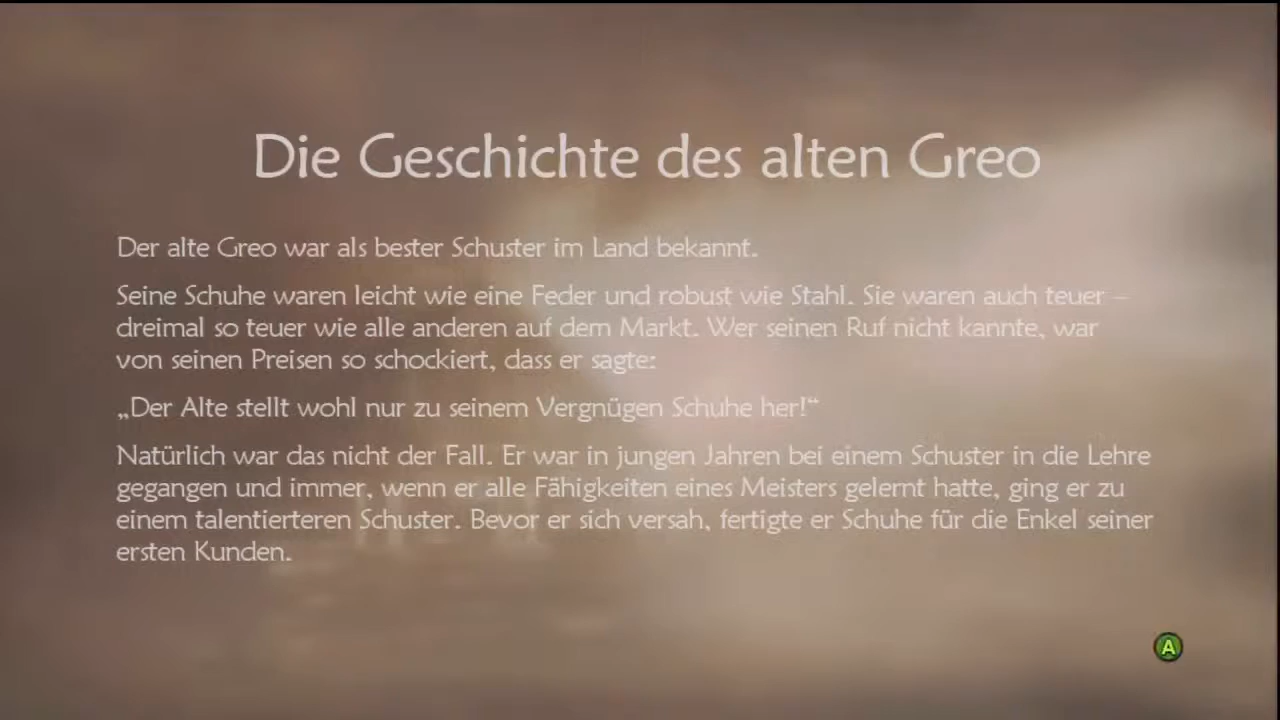 Die Geschichte des alten Greo
Der alte Greo war als bester Schuster im Land bekannt.
Seine Schuhe waren leicht wie eine Feder und robust wie Stahl. Sie waren auch teuer –
dreimal so teuer wie alle anderen auf dem Markt. Wer seinen Ruf nicht kannte, war
von seinen Preisen so schockiert, dass er sagte:
„Der Alte stellt wohl nur zu seinem Vergnügen Schuhe her!“
Natürlich war das nicht der Fall. Er war in jungen Jahren bei einem Schuster in die Lehre
gegangen und immer, wenn er alle Fähigkeiten eines Meisters gelernt hatte, ging er zu
einem talentierteren Schuster. Bevor er sich versah, fertigte er Schuhe für die Enkel seiner
ersten Kunden.
A